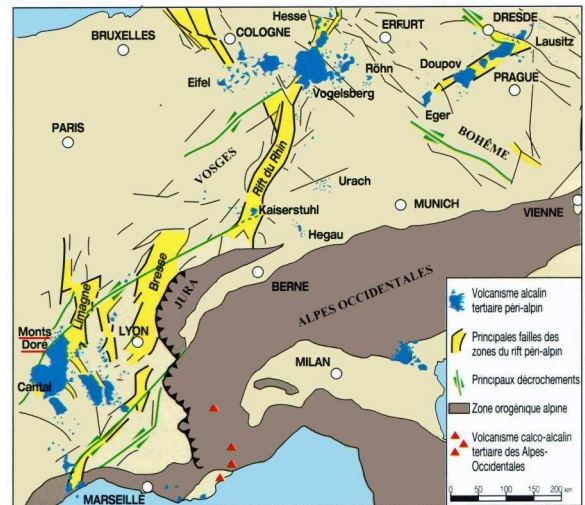 BRUXELLES
COLOGNE
Hesse
ERFURT
DRESDE
Lausitz
Doupov
Eifel
Röhn
Vogelsberg
PRAGUE
Eger
PARIS
VOSGES
Rift du Rhin
BOHÊME
Urach
Kaiserstuhl
MUNICH
VIENNE
Hegau
BERNE
JURA
ALPES OCCIDENTALES
Limagne
Bresse
Monts
Doré
LYON
Cantal
MILAN
MARSEILLE
Volcanisme alcalin
tertiaire péri-alpin
Principales failles des
zones du rift péri-alpin
Principaux décrochements
Zone orogénique alpine
Volcanisme calco-alcalin
tertiaire des Alpes-
Occidentales
0 50 100 150 200 km